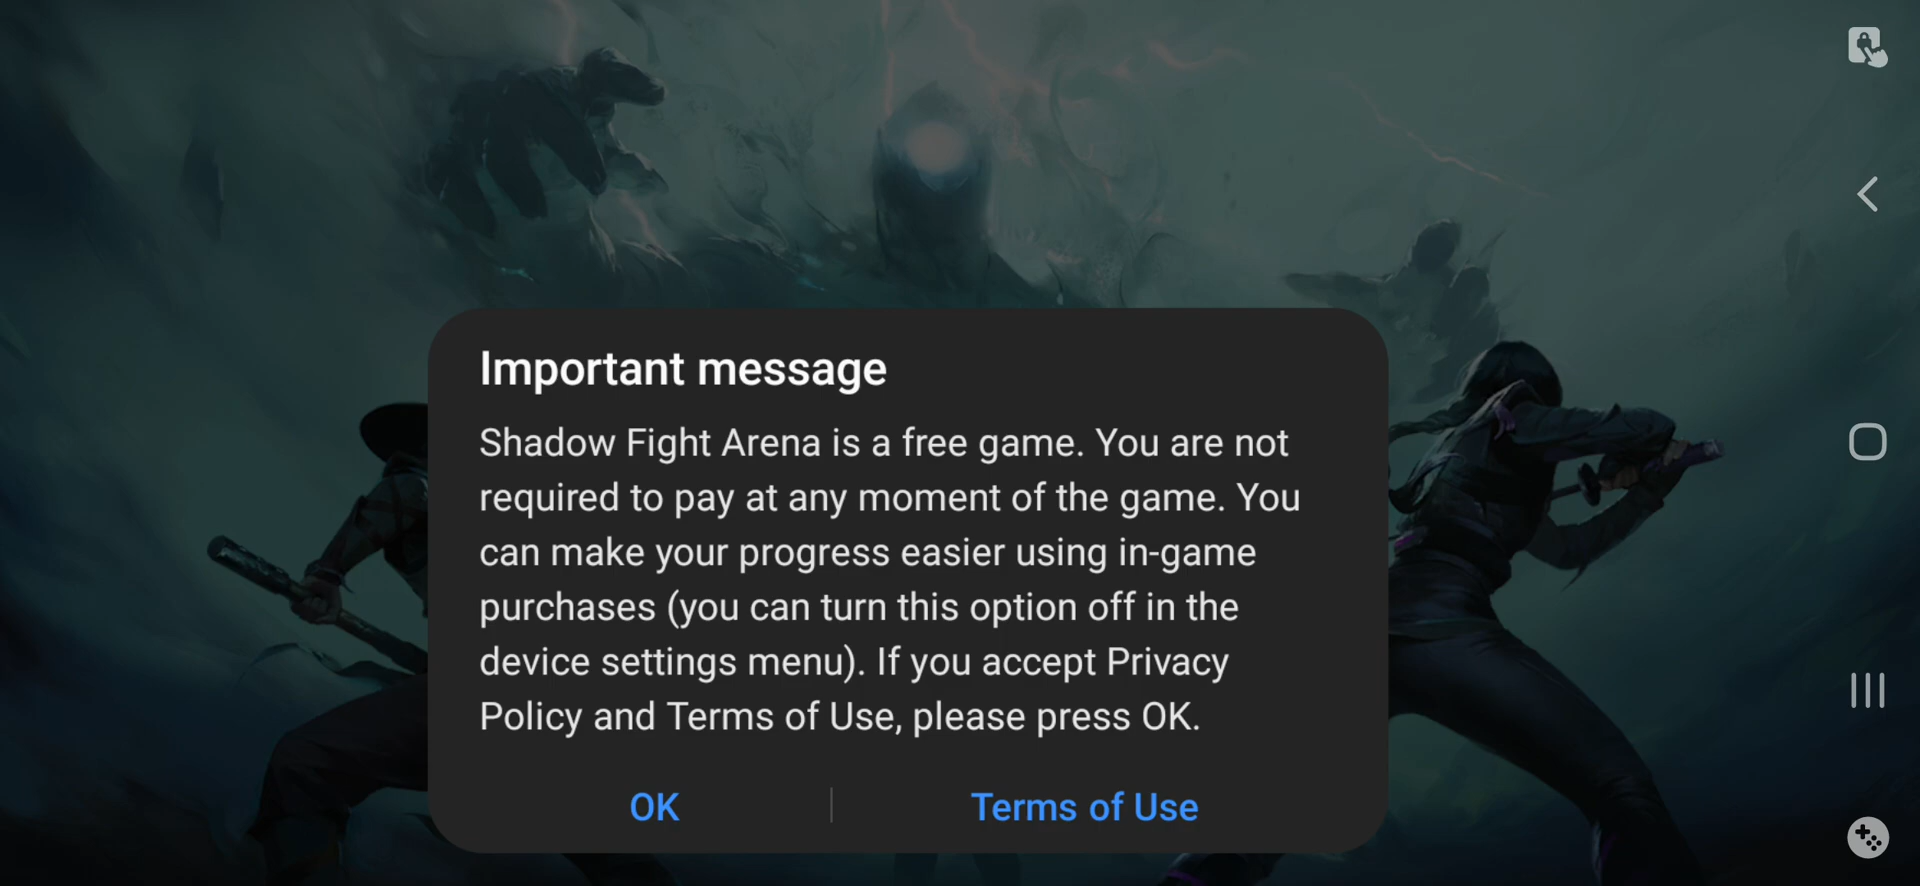 Important message
Shadow Fight Arena is a free game. You are not
required to pay at any moment of the game. You
can make your progress easier using in-game
purchases (you can turn this option off in the
device settings menu). If you accept Privacy
Policy and Terms of Use, please press OK.
OK
Terms of Use